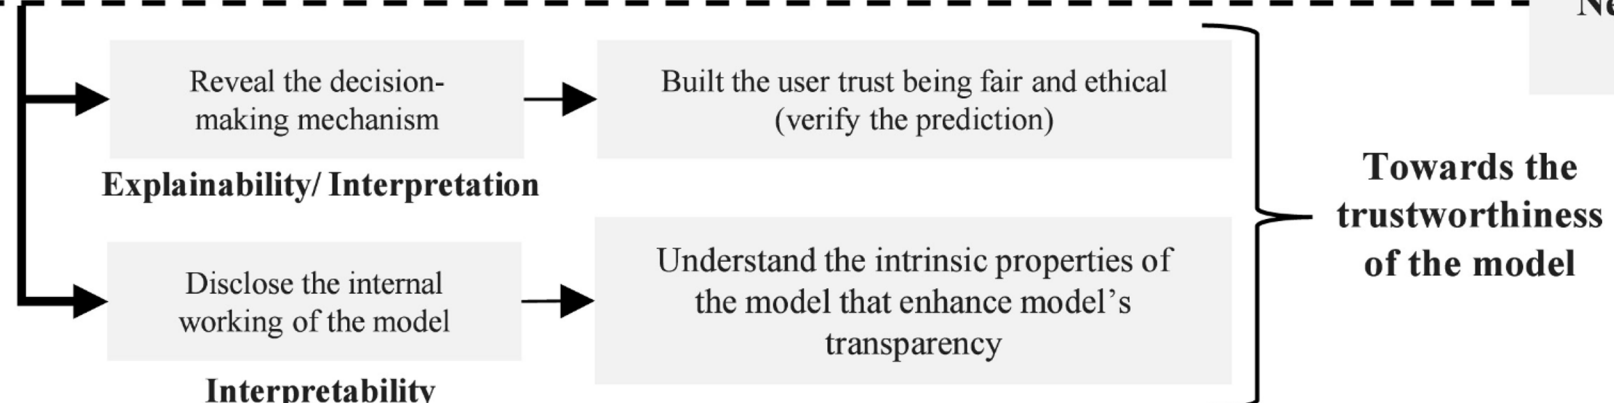 Reveal the decision-
making mechanism
Explainability/ Interpretation
Built the user trust being fair and ethical
(verify the prediction)
Disclose the internal
working of the model
Interpretability
Understand the intrinsic properties of
the model that enhance model’s
transparency
Towards the
trustworthiness
of the model